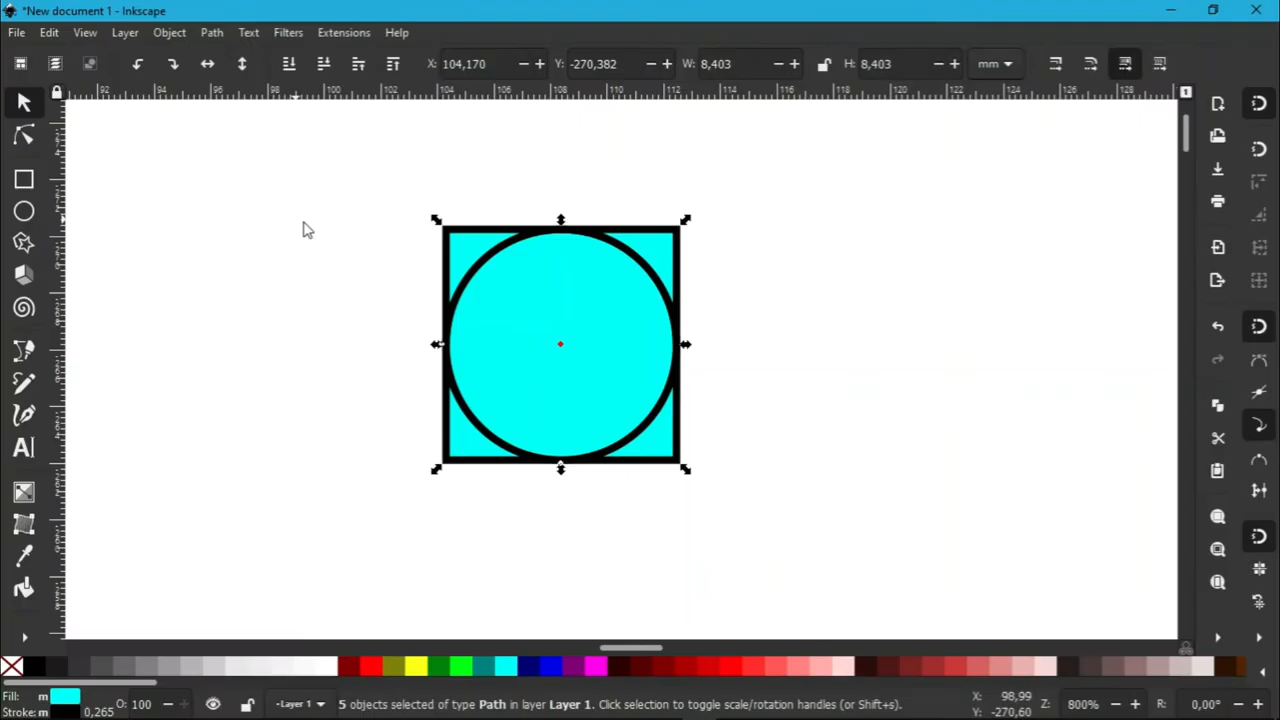 *New document 1 - Inkscape
File Edit View Layer Object Path Text Filters Extensions Help
X: 104,170 Y: -270,382 W: 8,403 H: 8,403 mm
92 94 96 98 100 102 104 106 108 110 112 114 116 118 120 122 124 126 128
1
Fill: m O: 100 -Layer 1 5 objects selected of type Path in layer Layer 1. Click selection to toggle scale/rotation handles (or Shift+s). X: 98,99 Z: 800% R: 0,00°
Stroke: m 0,265 Y: -270,60